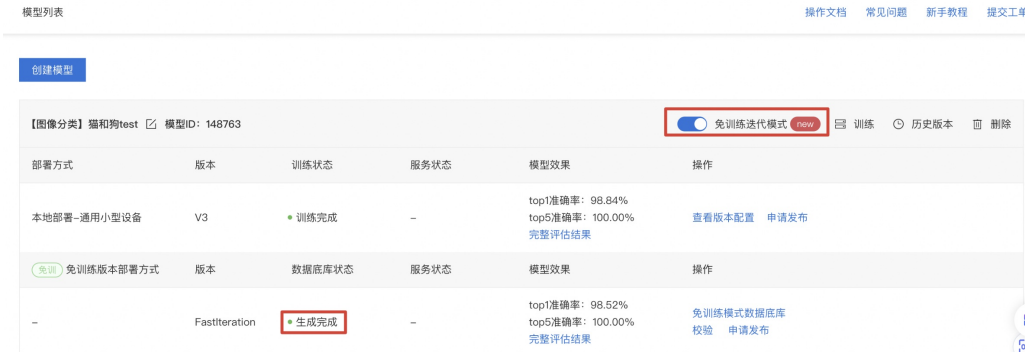 模型列表 操作文档 常见问题 新手教程 提交工单
创建模型
【图像分类】猫和狗test 模型ID：148763 免训练迭代模式 new 训练 历史版本 删除
部署方式 版本 训练状态 服务状态 模型效果 操作
本地部署-通用小型设备 V3 训练完成 - top1准确率：98.84%
top5准确率：100.00%
完整评估结果 查看版本配置 申请发布
免训 免训练版本部署方式 版本 数据底库状态 服务状态 模型效果 操作
- FastIteration 生成完成 - top1准确率：98.52%
top5准确率：100.00%
完整评估结果 免训练模式数据底库
校验 申请发布